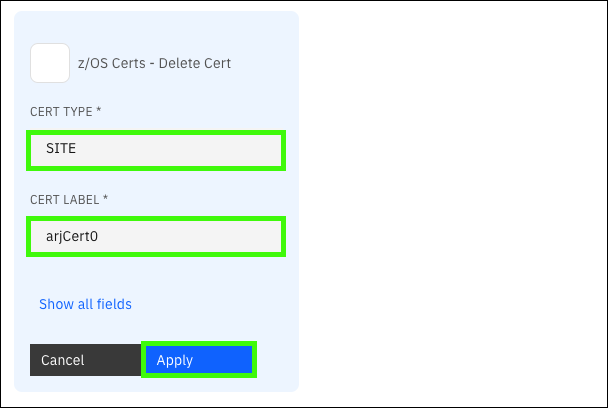 z/OS Certs - Delete Cert
CERT TYPE *
SITE
CERT LABEL *
arjCert0
Show all fields
Cancel
Apply